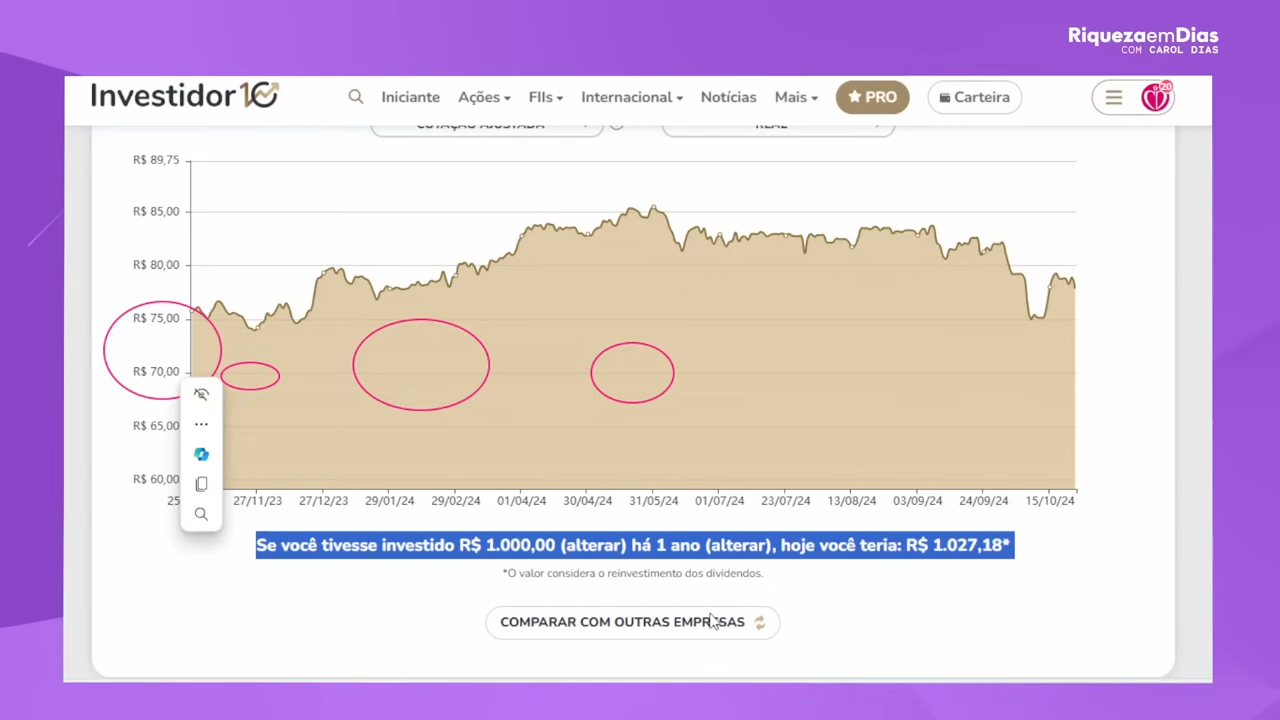 RiquezaemDias
COM CAROL DIAS
Investidor10
Iniciante Ações FIIs Internacional Notícias Mais PRO Carteira
COTAÇÃO AJUSTADA REAL
R$ 89,75
R$ 85,00
R$ 80,00
R$ 75,00
R$ 70,00
R$ 65,00
R$ 60,00
25 27/11/23 27/12/23 29/01/24 29/02/24 01/04/24 30/04/24 31/05/24 01/07/24 23/07/24 13/08/24 03/09/24 24/09/24 15/10/24
Se você tivesse investido R$ 1.000,00 (alterar) há 1 ano (alterar), hoje você teria: R$ 1.027,18*
*O valor considera o reinvestimento dos dividendos.
COMPARAR COM OUTRAS EMPRESAS